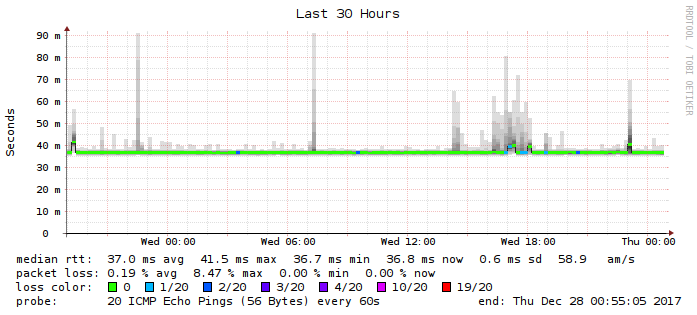 Last 30 Hours
RRDTOOL / TOBI OETIKER
Seconds
90 m
80 m
70 m
60 m
50 m
40 m
30 m
20 m
10 m
0
Wed 00:00 Wed 06:00 Wed 12:00 Wed 18:00 Thu 00:00
median rtt: 37.0 ms avg 41.5 ms max 36.7 ms min 36.8 ms now 0.6 ms sd 58.9 am/s
packet loss: 0.19 % avg 8.47 % max 0.00 % min 0.00 % now
loss color: 0 1/20 2/20 3/20 4/20 10/20 19/20
probe: 20 ICMP Echo Pings (56 Bytes) every 60s end: Thu Dec 28 00:55:05 2017